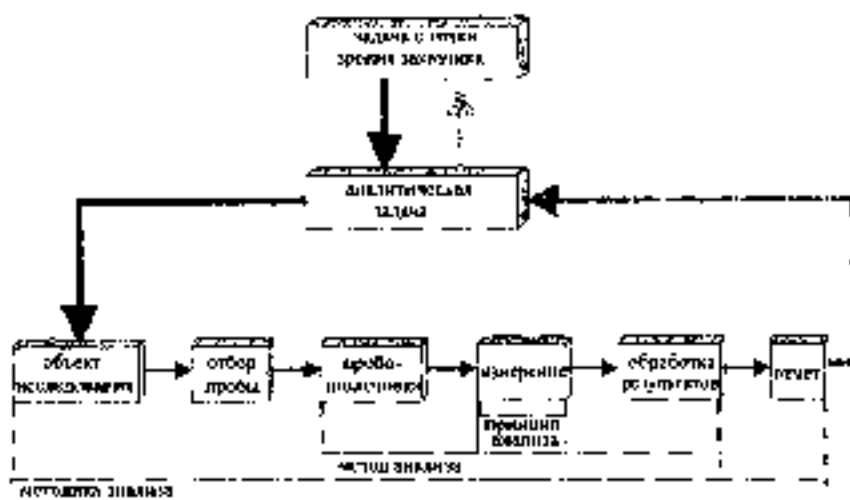 задача с точки
зрения заказчика
аналитическая
задача
объект
исследования
отбор
пробы
пробо-
подготовка
измерение
обработка
результатов
отчет
принцип
анализа
метод анализа
методика анализа